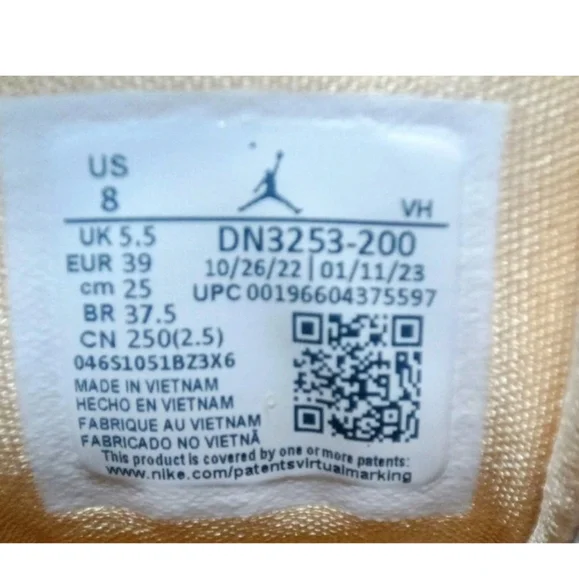 US
8
VH
UK 5.5
EUR 39
cm 25
BR 37.5
CN 250(2.5)
DN3253-200
10/26/22 | 01/11/23
UPC 00196604375597
046S1051BZ3X6
MADE IN VIETNAM
HECHO EN VIETNAM
FABRIQUE AU VIETNAM
FABRICADO NO VIETNÃ
This product is covered by one or more patents:
www.nike.com/patentsvirtualmarking